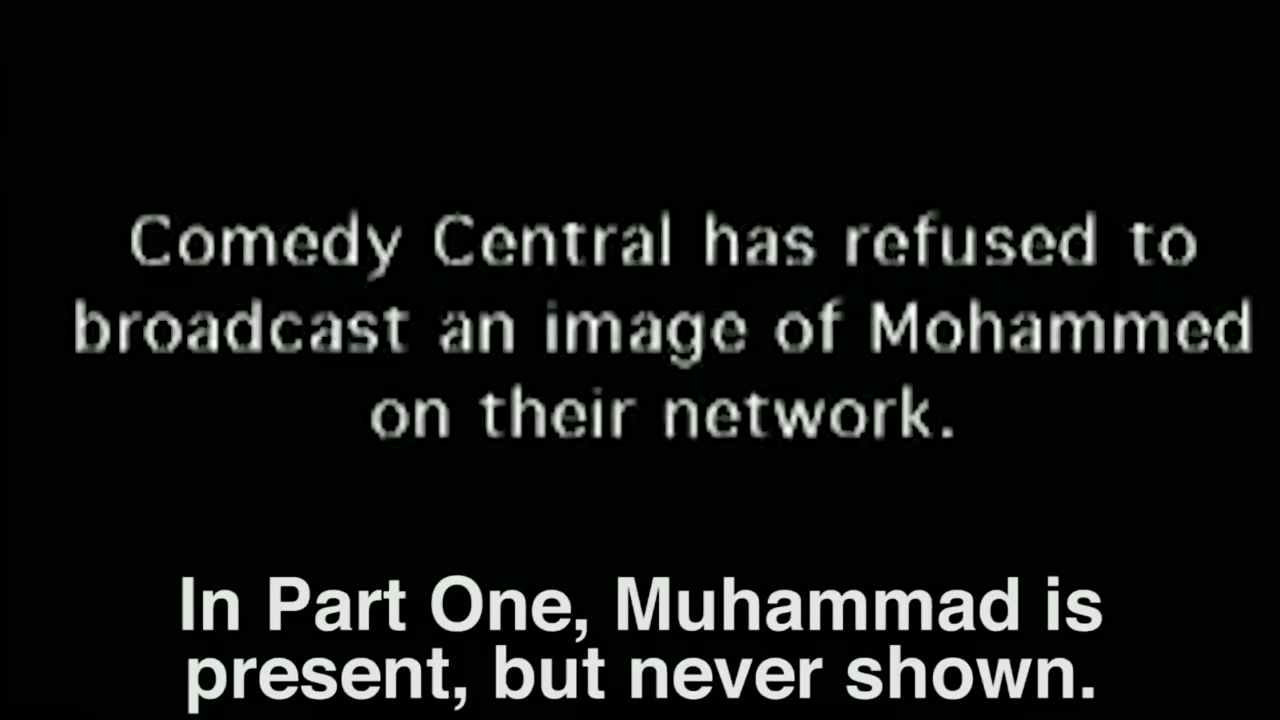 Comedy Central has refused to
broadcast an image of Mohammed
on their network.
In Part One, Muhammad is
present, but never shown.